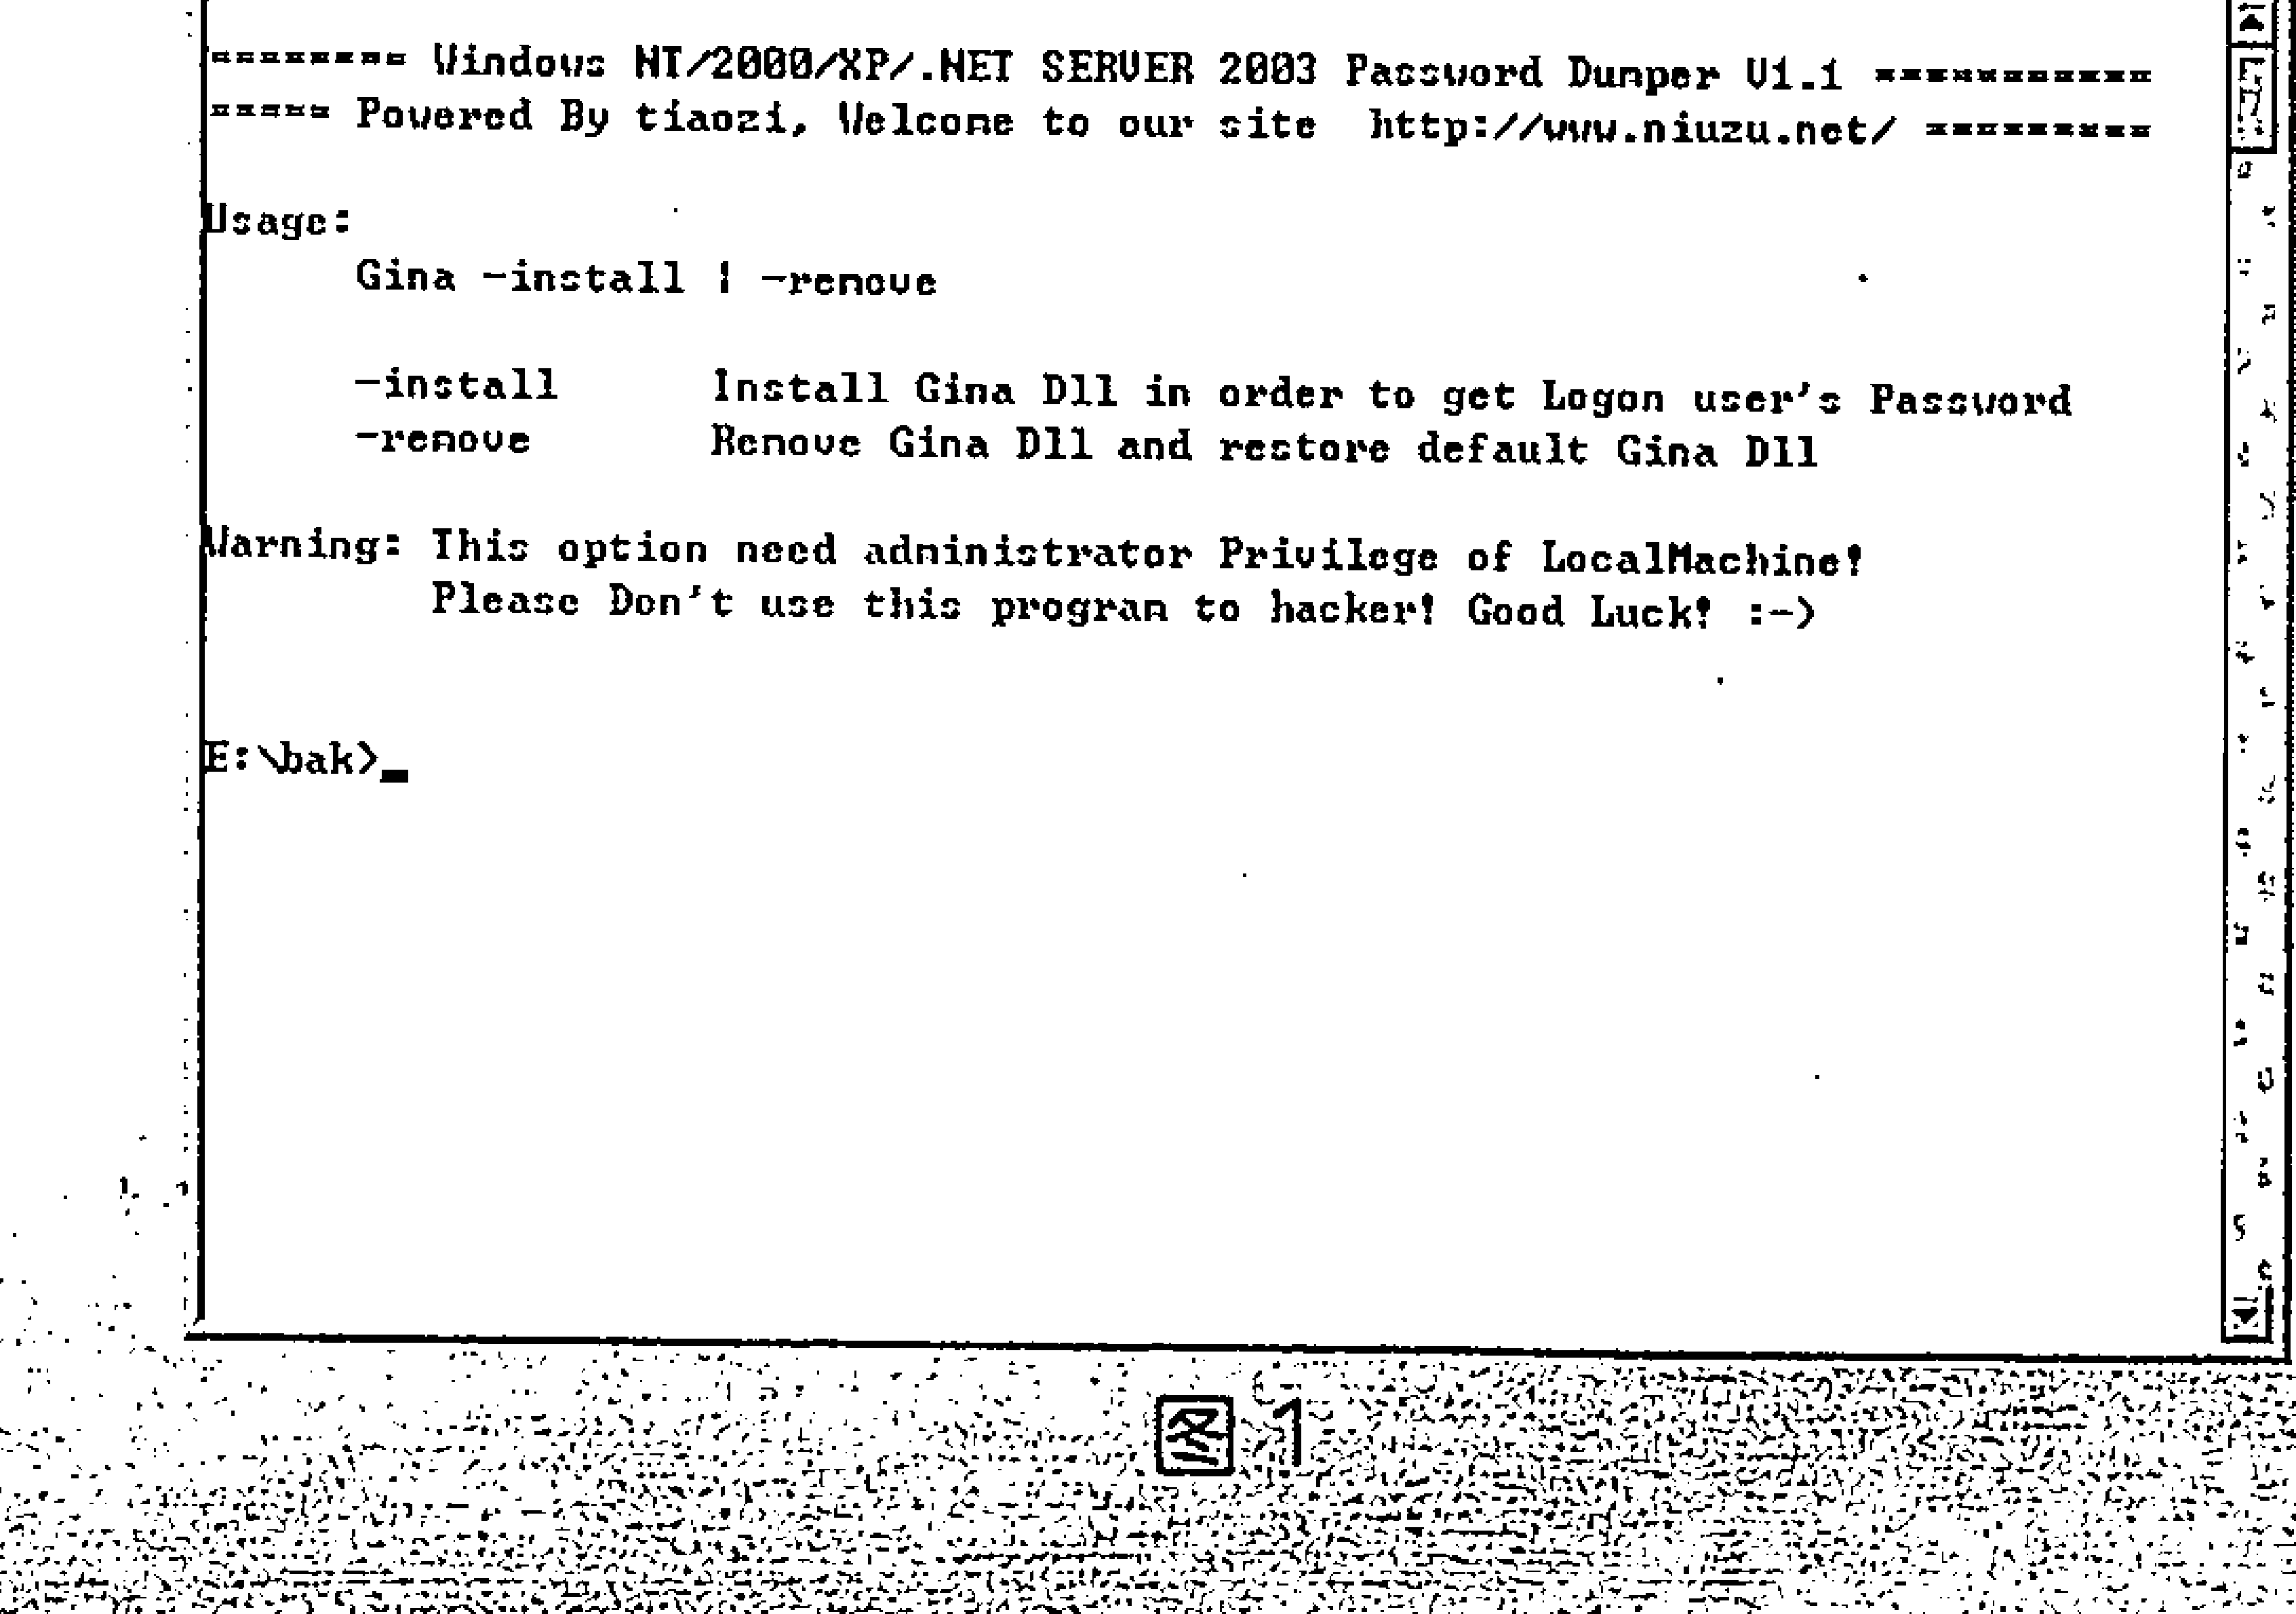 ======== Windows NT/2000/XP/.NET SERVER 2003 Password Dumper V1.1 ===========
===== Powered By tiaozi, Welcome to our site  http://www.niuzu.net/ =========
Usage:
Gina -install | -remove
-install Install Gina Dll in order to get Logon user's Password
-remove Remove Gina Dll and restore default Gina Dll
Warning: This option need administrator Privilege of LocalMachine!
Please Don't use this program to hacker! Good Luck! :-)
E:\bak>_
图 1